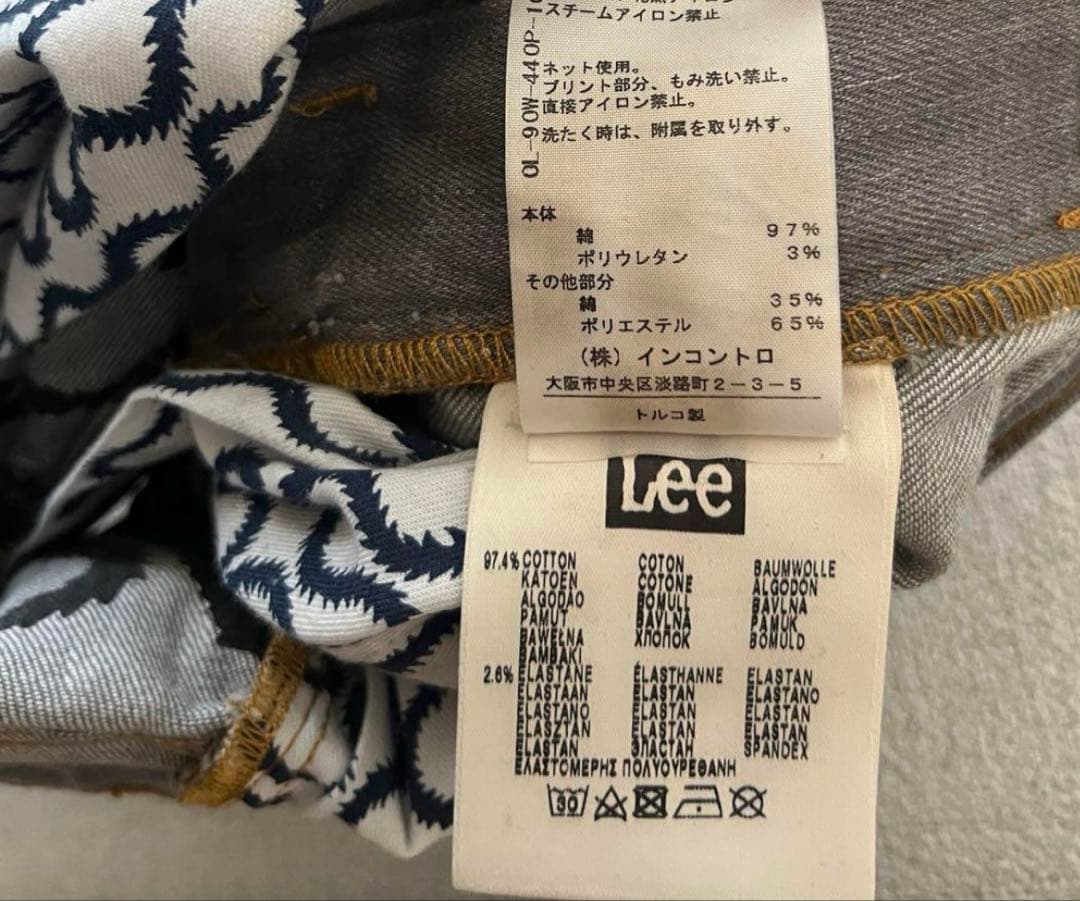 スチームアイロン禁止
ネット使用。
プリント部分、もみ洗い禁止。
直接アイロン禁止。
洗たく時は、附属を取り外す。
OL-90W-440P-
本体
綿 97%
ポリウレタン 3%
その他部分
綿 35%
ポリエステル 65%
(株)インコントロ
大阪市中央区淡路町2-3-5
トルコ製
Lee
97.4% COTTON COTON BAUMWOLLE
KATOEN COTONE ALGODON
ALGODAO BOMULL BAVLNA
PAMUT BAVLNA PAMUK
BAWEŁNA ХЛОПОК BOMULD
BAMBAKI
2.6% ELASTANE ÉLASTHANNE ELASTAN
ELASTAAN ELASTAN ELASTANO
ELASTANO ELASTAN ELASTAN
ELASZTAN ELASTAN ELASTAN
ELASTAN ЭЛАСТАН SPANDEX
ΕΛΑΣΤΟΜΕΡΗΣ ΠΟΛΥΟΥΡΕΘΑΝΗ
30